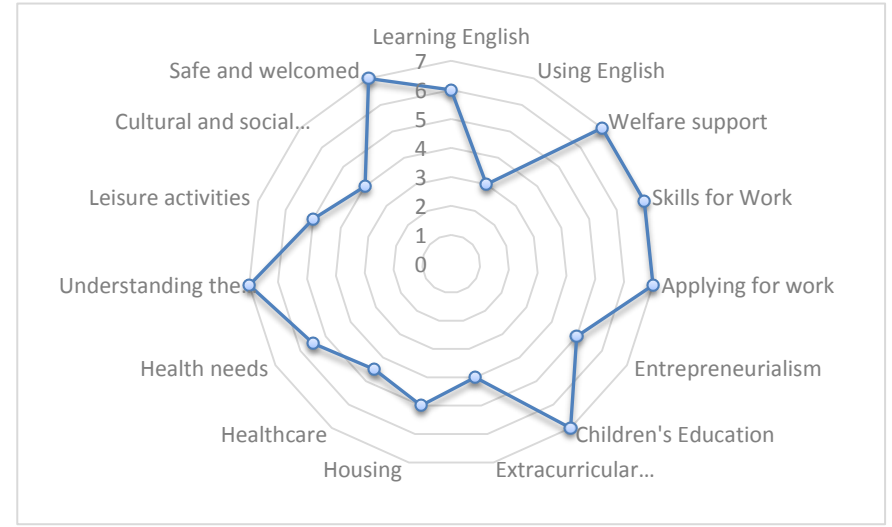 Learning English
Using English
Welfare support
Skills for Work
Applying for work
Entrepreneurialism
Children's Education
Extracurricular...
Housing
Healthcare
Health needs
Understanding the...
Leisure activities
Cultural and social...
Safe and welcomed
7
6
5
4
3
2
1
0